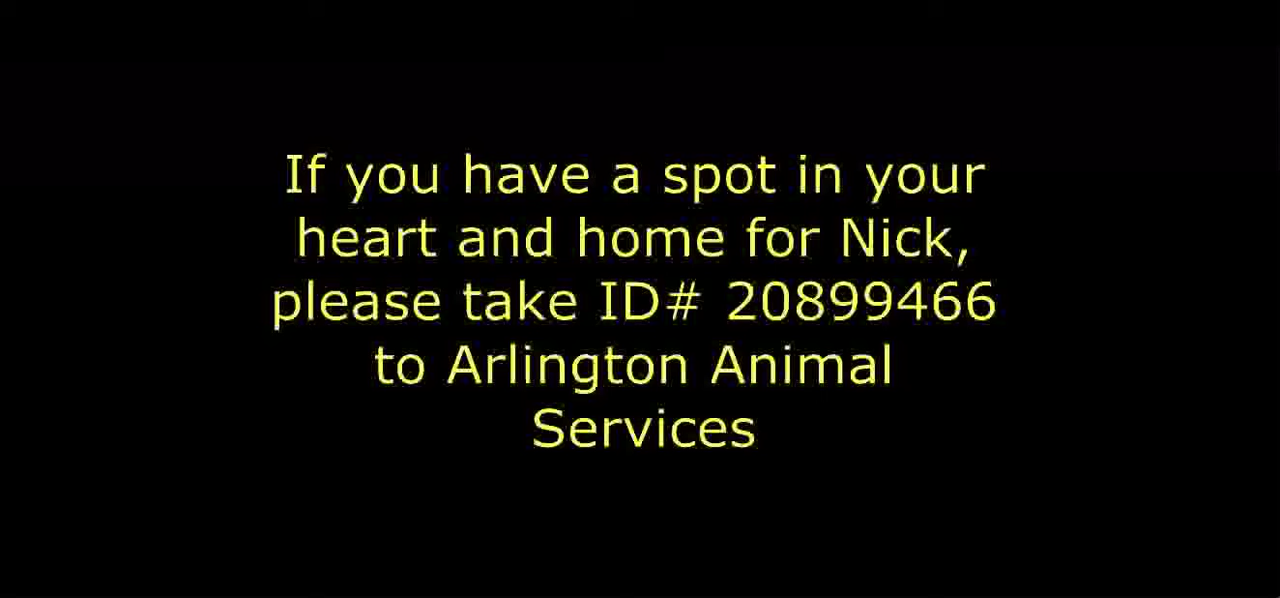 If you have a spot in your
heart and home for Nick,
please take ID# 20899466
to Arlington Animal
Services